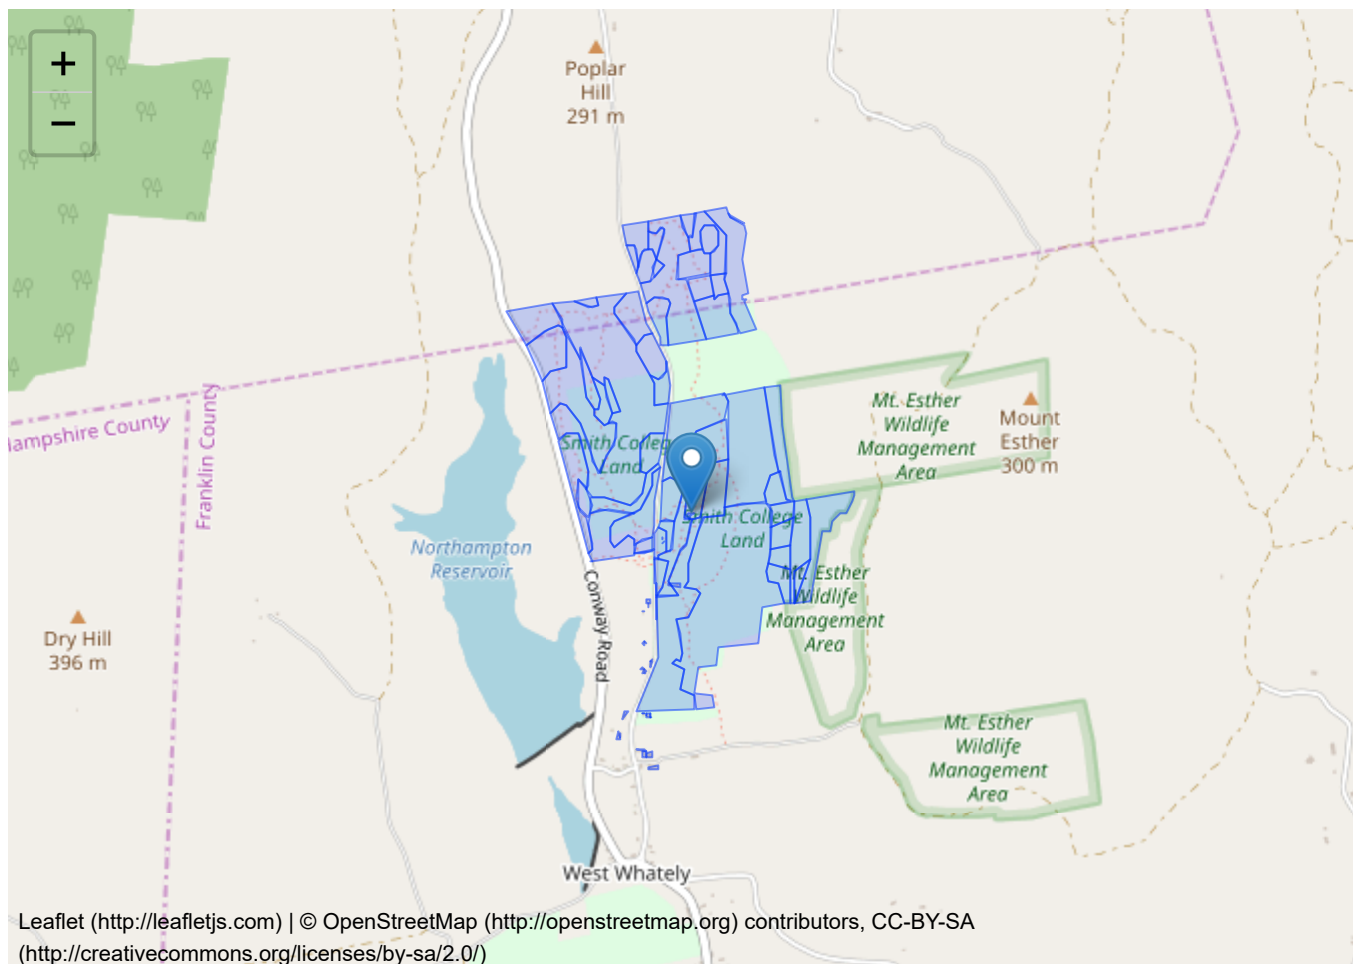 +
−
Poplar
Hill
291 m
Mt. Esther
Wildlife
Management
Area
Mount
Esther
300 m
Hampshire County
Franklin County
Smith College
Land
Smith College
Land
Northampton
Reservoir
Mt. Esther
Wildlife
Management
Area
Conway Road
Dry Hill
396 m
Mt. Esther
Wildlife
Management
Area
West Whately
Leaflet (http://leafletjs.com) | © OpenStreetMap (http://openstreetmap.org) contributors, CC-BY-SA
(http://creativecommons.org/licenses/by-sa/2.0/)